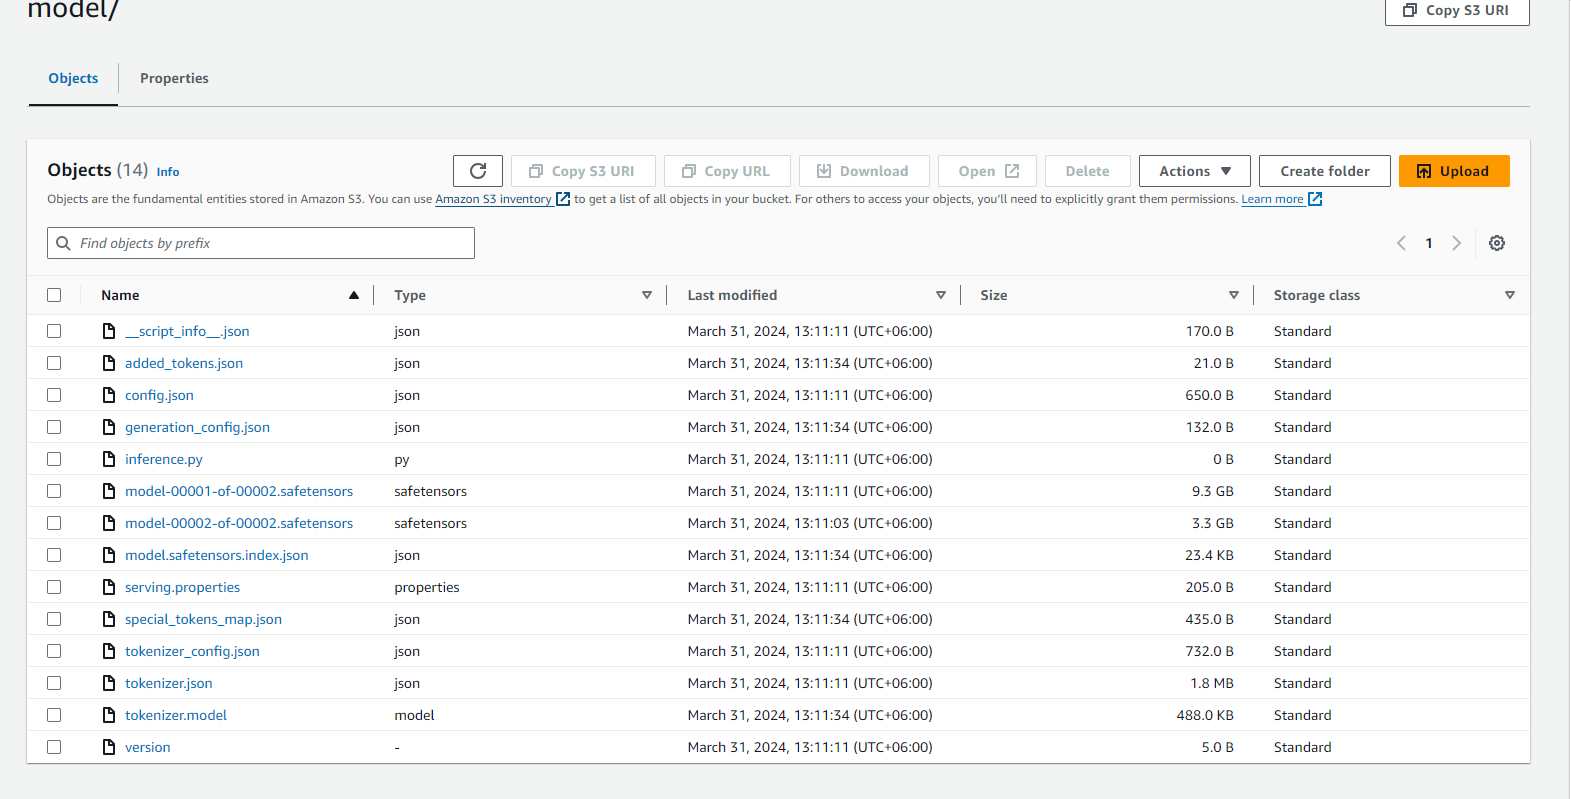 model/
Copy S3 URI
Objects Properties
Objects (14) Info
Copy S3 URI Copy URL Download Open Delete Actions Create folder Upload
Objects are the fundamental entities stored in Amazon S3. You can use Amazon S3 inventory to get a list of all objects in your bucket. For others to access your objects, you'll need to explicitly grant them permissions. Learn more
Find objects by prefix
1
Name Type Last modified Size Storage class
__script_info__.json json March 31, 2024, 13:11:11 (UTC+06:00) 170.0 B Standard
added_tokens.json json March 31, 2024, 13:11:34 (UTC+06:00) 21.0 B Standard
config.json json March 31, 2024, 13:11:11 (UTC+06:00) 650.0 B Standard
generation_config.json json March 31, 2024, 13:11:34 (UTC+06:00) 132.0 B Standard
inference.py py March 31, 2024, 13:11:11 (UTC+06:00) 0 B Standard
model-00001-of-00002.safetensors safetensors March 31, 2024, 13:11:11 (UTC+06:00) 9.3 GB Standard
model-00002-of-00002.safetensors safetensors March 31, 2024, 13:11:03 (UTC+06:00) 3.3 GB Standard
model.safetensors.index.json json March 31, 2024, 13:11:34 (UTC+06:00) 23.4 KB Standard
serving.properties properties March 31, 2024, 13:11:11 (UTC+06:00) 205.0 B Standard
special_tokens_map.json json March 31, 2024, 13:11:34 (UTC+06:00) 435.0 B Standard
tokenizer_config.json json March 31, 2024, 13:11:11 (UTC+06:00) 732.0 B Standard
tokenizer.json json March 31, 2024, 13:11:11 (UTC+06:00) 1.8 MB Standard
tokenizer.model model March 31, 2024, 13:11:34 (UTC+06:00) 488.0 KB Standard
version - March 31, 2024, 13:11:11 (UTC+06:00) 5.0 B Standard